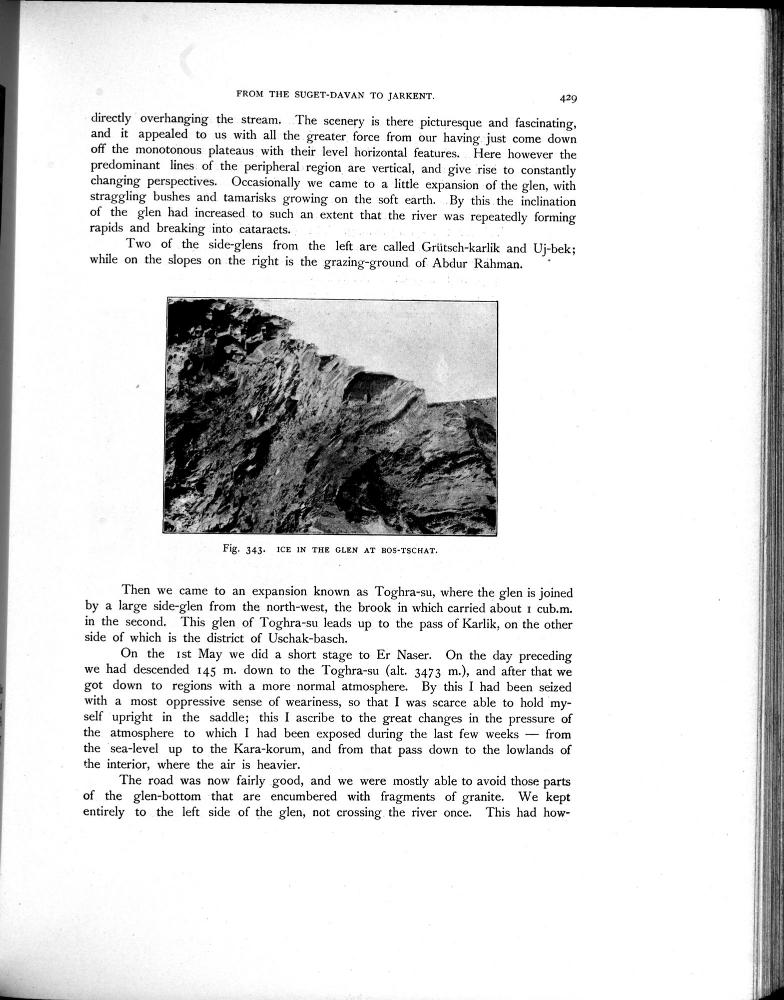 FROM THE SUGET-DAVAN TO JARKENT.
429
directly overhanging the stream. The scenery is there picturesque and fascinating,
and it appealed to us with all the greater force from our having just come down
off the monotonous plateaus with their level horizontal features. Here however the
predominant lines of the peripheral region are vertical, and give rise to constantly
changing perspectives. Occasionally we came to a little expansion of the glen, with
straggling bushes and tamarisks growing on the soft earth. By this the inclination
of the glen had increased to such an extent that the river was repeatedly forming
rapids and breaking into cataracts.
Two of the side-glens from the left are called Grütsch-karlik and Uj-bek;
while on the slopes on the right is the grazing-ground of Abdur Rahman.
Fig. 343. ICE IN THE GLEN AT BOS-TSCHAT.
Then we came to an expansion known as Toghra-su, where the glen is joined
by a large side-glen from the north-west, the brook in which carried about 1 cub.m.
in the second. This glen of Toghra-su leads up to the pass of Karlik, on the other
side of which is the district of Uschak-basch.
On the 1st May we did a short stage to Er Naser. On the day preceding
we had descended 145 m. down to the Toghra-su (alt. 3473 m.), and after that we
got down to regions with a more normal atmosphere. By this I had been seized
with a most oppressive sense of weariness, so that I was scarce able to hold my-
self upright in the saddle; this I ascribe to the great changes in the pressure of
the atmosphere to which I had been exposed during the last few weeks — from
the sea-level up to the Kara-korum, and from that pass down to the lowlands of
the interior, where the air is heavier.
The road was now fairly good, and we were mostly able to avoid those parts
of the glen-bottom that are encumbered with fragments of granite. We kept
entirely to the left side of the glen, not crossing the river once. This had how-